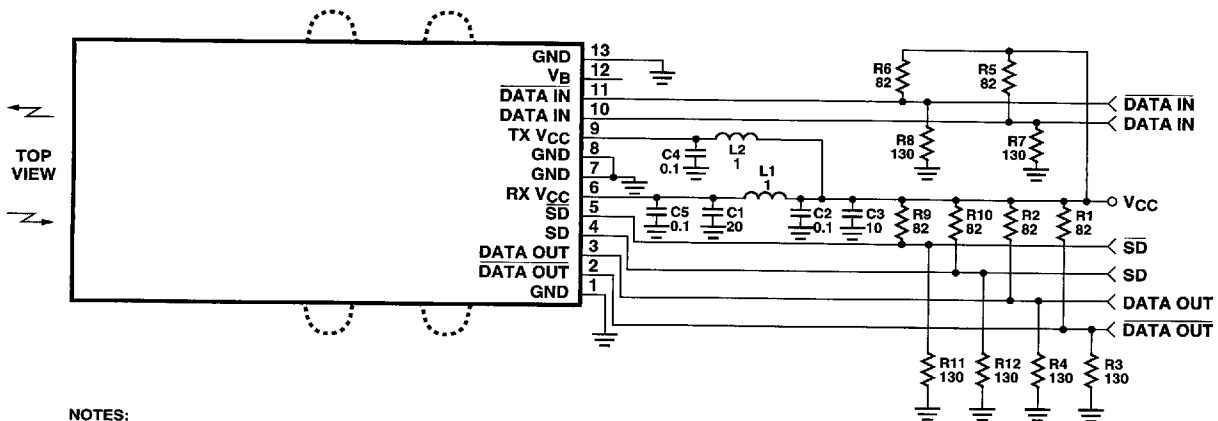 TOP
VIEW
GND 13
VB 12
DATA IN 11
DATA IN 10
TX VCC 9
GND 8
GND 7
RX VCC 6
SD 5
SD 4
DATA OUT 3
DATA OUT 2
GND 1
R6
82
R5
82
DATA IN
DATA IN
R8
130
R7
130
C4
0.1
L2
1
L1
1
C5
0.1
C1
20
C2
0.1
C3
10
R9
82
R10
82
R2
82
R1
82
VCC
SD
SD
DATA OUT
DATA OUT
R11
130
R12
130
R4
130
R3
130
NOTES: